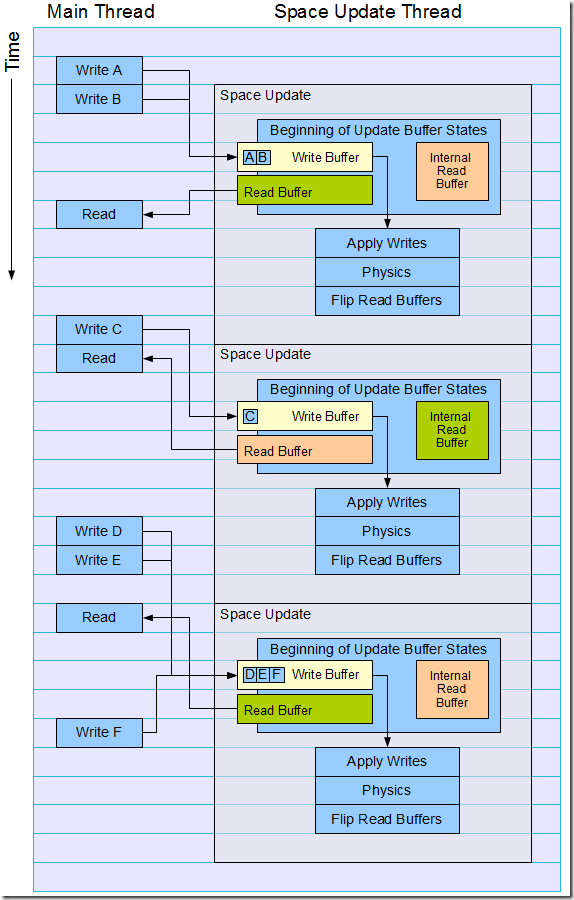 Main Thread
Space Update Thread
Time
Write A
Write B
Space Update
Beginning of Update Buffer States
A B
Write Buffer
Internal
Read
Buffer
Read Buffer
Read
Apply Writes
Physics
Flip Read Buffers
Write C
Read
Space Update
Beginning of Update Buffer States
C
Write Buffer
Internal
Read
Buffer
Read Buffer
Apply Writes
Physics
Flip Read Buffers
Write D
Write E
Read
Space Update
Beginning of Update Buffer States
D E F
Write Buffer
Internal
Read
Buffer
Read Buffer
Write F
Apply Writes
Physics
Flip Read Buffers